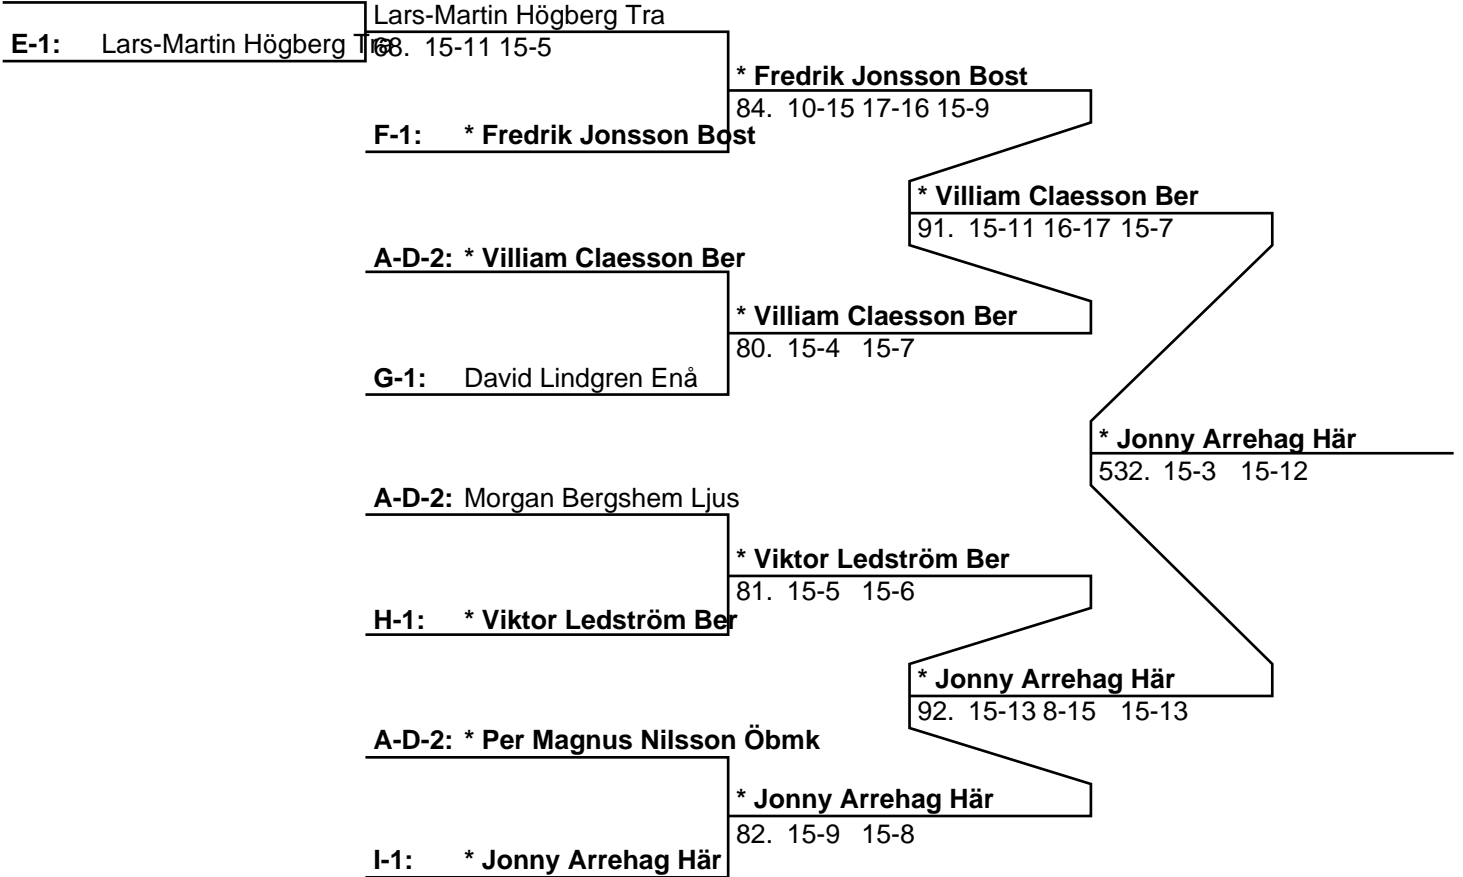 Lars-Martin Högberg Tra
E-1: Lars-Martin Högberg Tra
68. 15-11 15-5
* Fredrik Jonsson Bost
84. 10-15 17-16 15-9
F-1: * Fredrik Jonsson Bost
* Villiam Claesson Ber
91. 15-11 16-17 15-7
A-D-2: * Villiam Claesson Ber
* Villiam Claesson Ber
80. 15-4 15-7
G-1: David Lindgren Enå
* Jonny Arrehag Här
532. 15-3 15-12
A-D-2: Morgan Bergshem Ljus
* Viktor Ledström Ber
81. 15-5 15-6
H-1: * Viktor Ledström Ber
* Jonny Arrehag Här
92. 15-13 8-15 15-13
A-D-2: * Per Magnus Nilsson Öbmk
* Jonny Arrehag Här
82. 15-9 15-8
I-1: * Jonny Arrehag Här